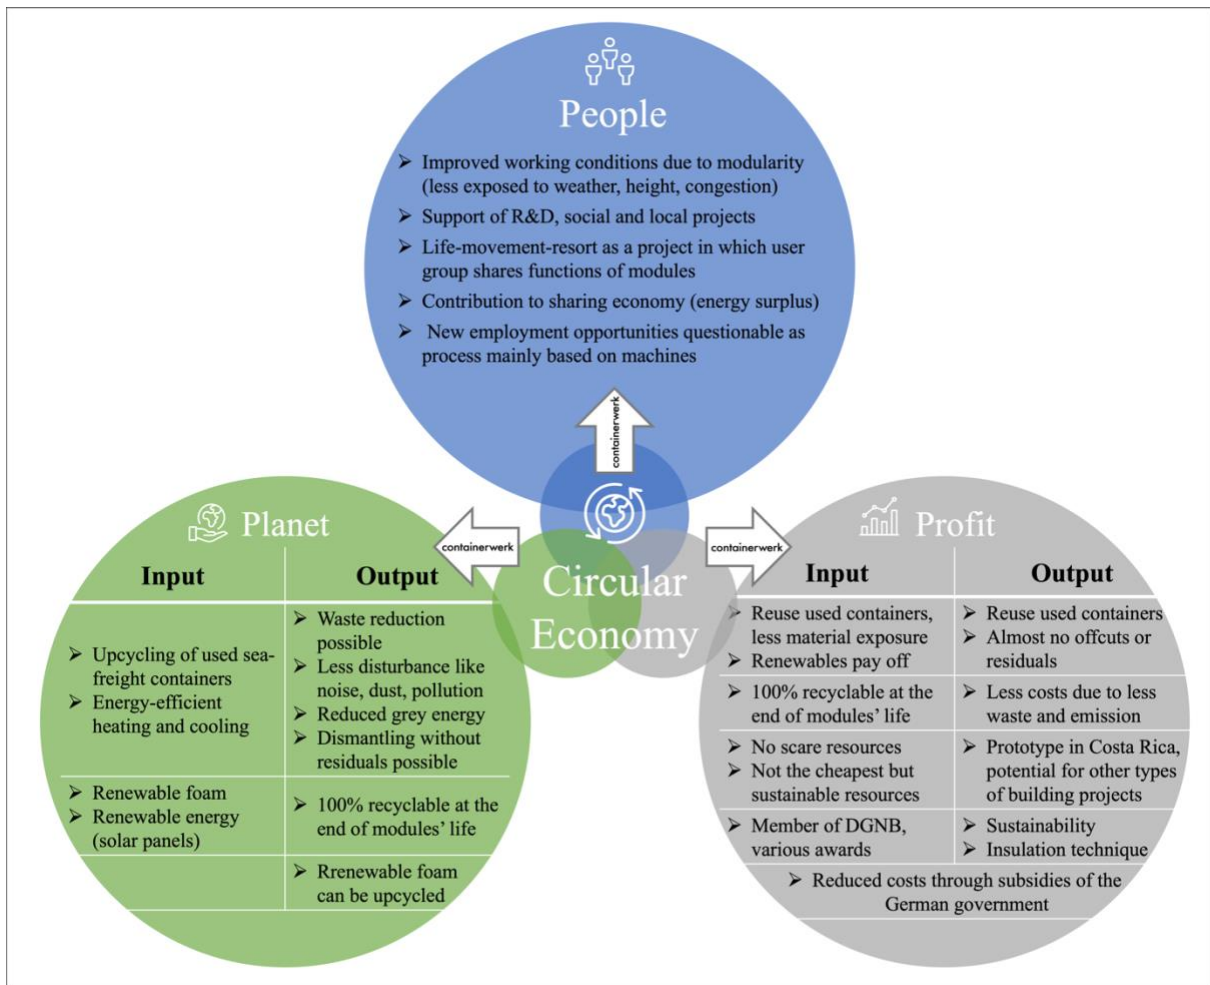 People
➢ Improved working conditions due to modularity
(less exposed to weather, height, congestion)
➢ Support of R&D, social and local projects
➢ Life-movement-resort as a project in which user
group shares functions of modules
➢ Contribution to sharing economy (energy surplus)
➢ New employment opportunities questionable as
process mainly based on machines
containerwerk
containerwerk
containerwerk
Circular
Economy
Planet
Input
Output
➢ Upcycling of used sea-
freight containers
➢ Energy-efficient
heating and cooling
➢ Waste reduction
possible
➢ Less disturbance like
noise, dust, pollution
➢ Reduced grey energy
➢ Dismantling without
residuals possible
➢ Renewable foam
➢ Renewable energy
(solar panels)
➢ 100% recyclable at the
end of modules' life
➢ Rrenewable foam
can be upcycled
Profit
Input
Output
➢ Reuse used containers,
less material exposure
➢ Renewables pay off
➢ Reuse used containers
➢ Almost no offcuts or
residuals
➢ 100% recyclable at the
end of modules' life
➢ Less costs due to less
waste and emission
➢ No scare resources
➢ Not the cheapest but
sustainable resources
➢ Prototype in Costa Rica,
potential for other types
of building projects
➢ Member of DGNB,
various awards
➢ Sustainability
➢ Insulation technique
➢ Reduced costs through subsidies of the
German government